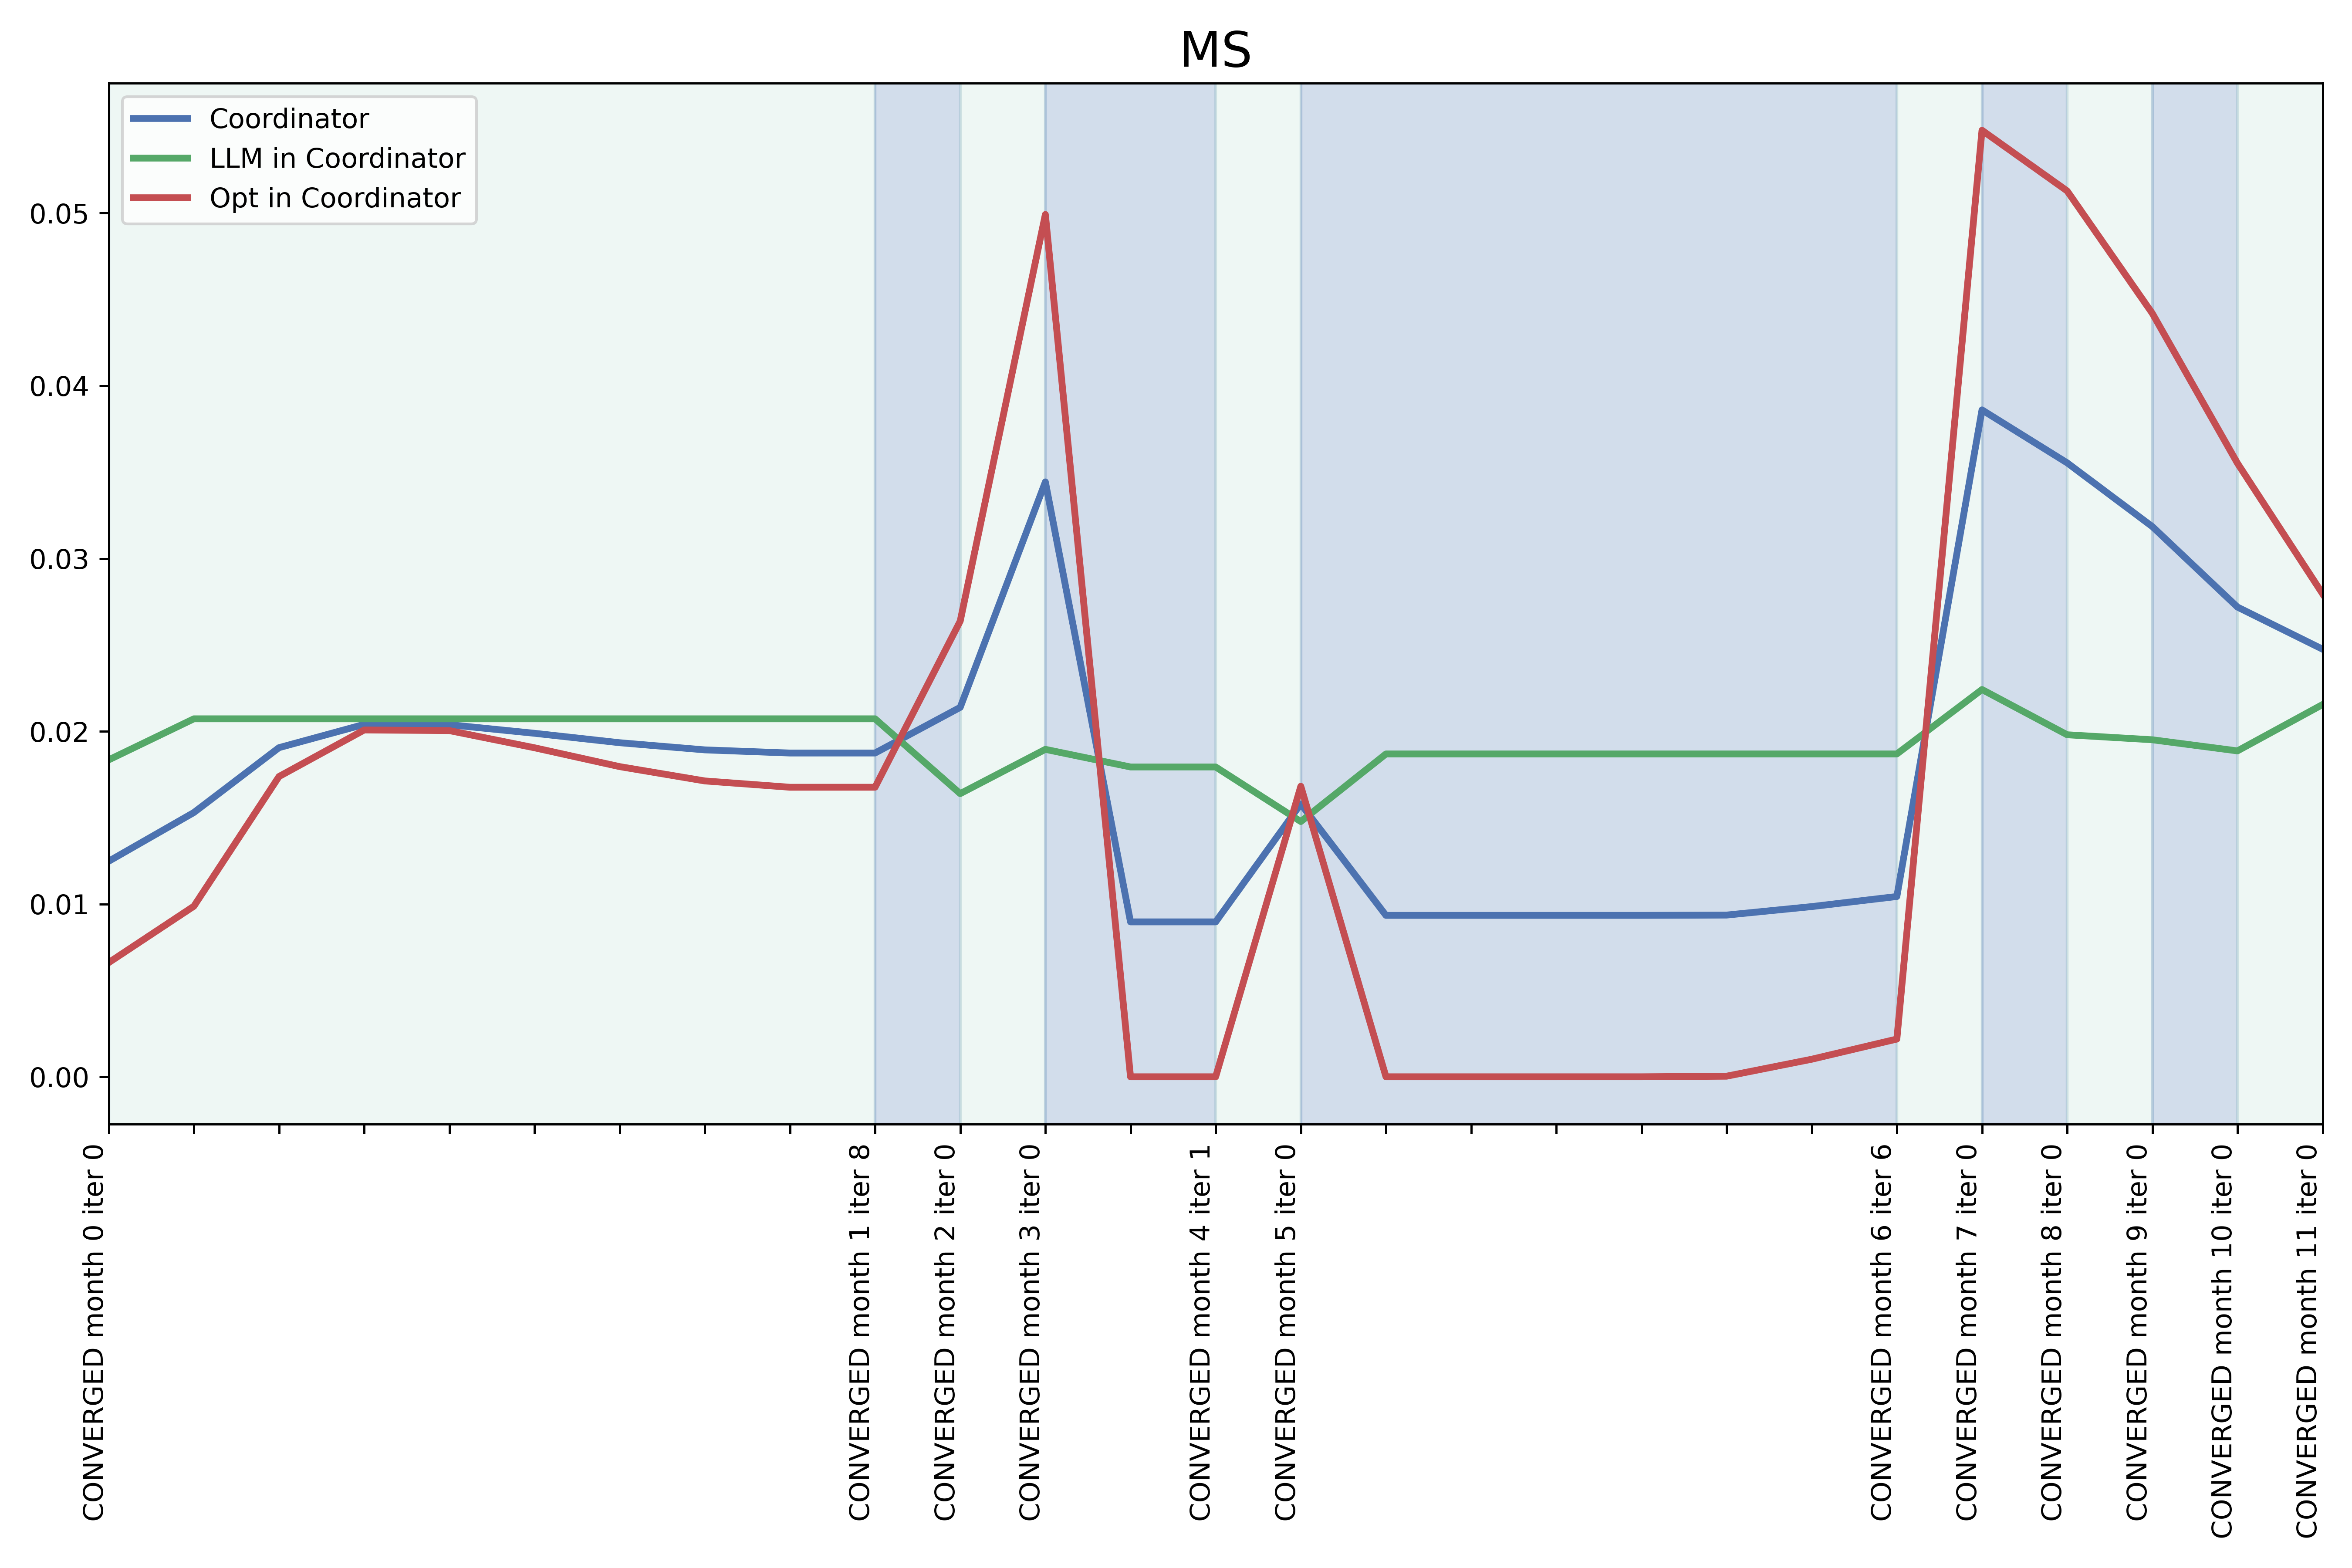 MS
Coordinator
LLM in Coordinator
Opt in Coordinator
0.05
0.04
0.03
0.02
0.01
0.00
CONVERGED month 0 iter 0
CONVERGED month 1 iter 8
CONVERGED month 2 iter 0
CONVERGED month 3 iter 0
CONVERGED month 4 iter 1
CONVERGED month 5 iter 0
CONVERGED month 6 iter 6
CONVERGED month 7 iter 0
CONVERGED month 8 iter 0
CONVERGED month 9 iter 0
CONVERGED month 10 iter 0
CONVERGED month 11 iter 0